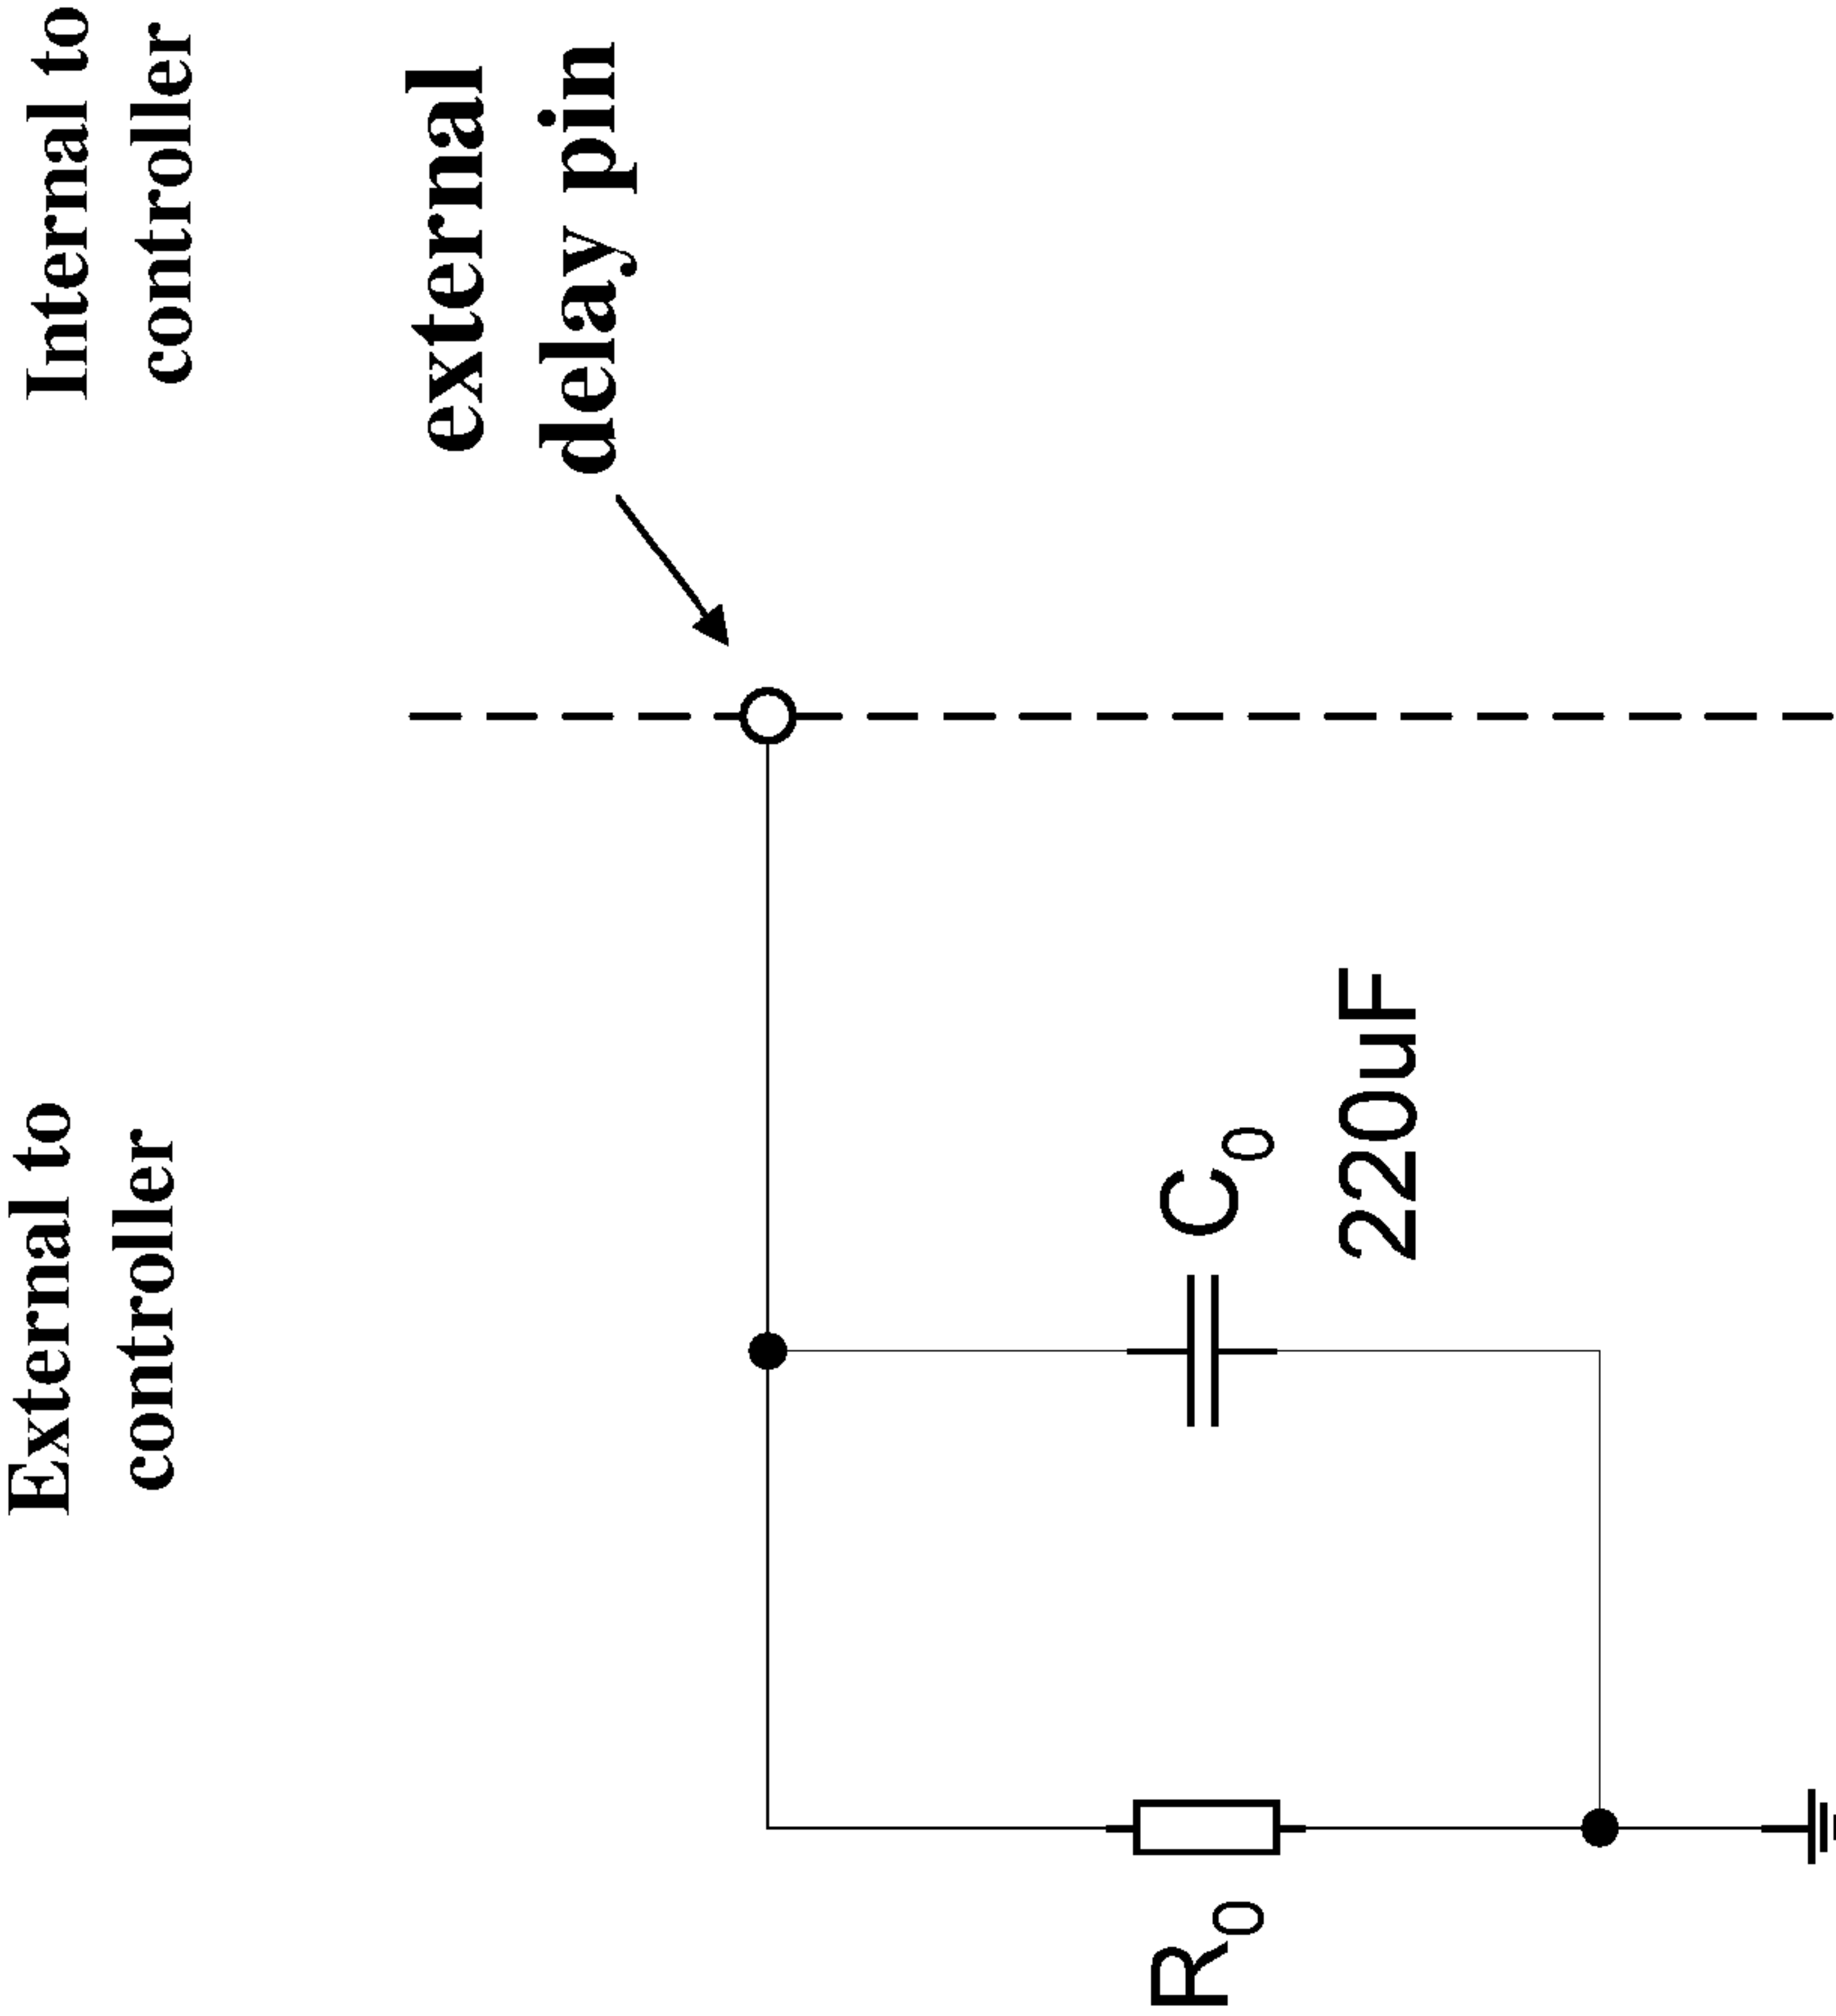 External to
controller
Internal to
controller
external
delay pin
C0
220uF
R0